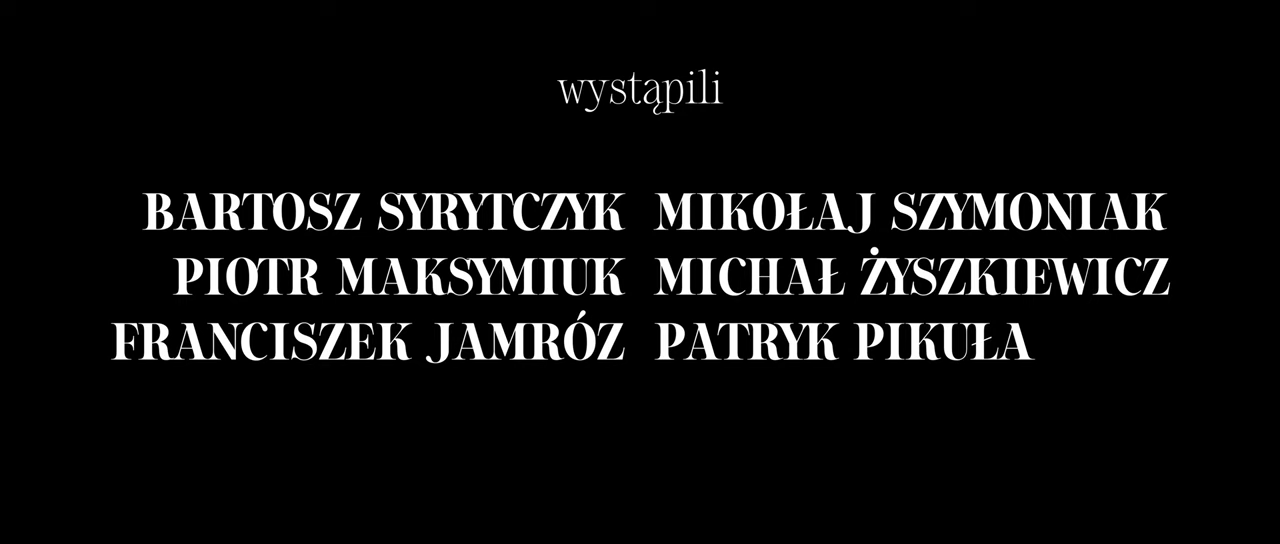 wystąpili
BARTOSZ SYRYTCZYK MIKOŁAJ SZYMONIAK
PIOTR MAKSYMIUK MICHAŁ ŻYSZKIEWICZ
FRANCISZEK JAMRÓZ PATRYK PIKUŁA